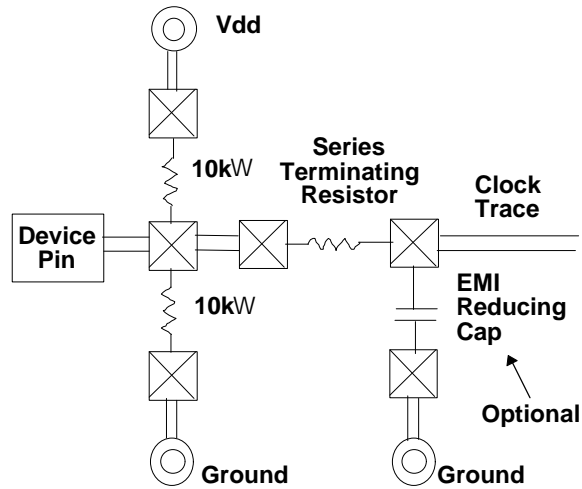 Vdd
10kW
Series
Terminating
Resistor
Clock
Trace
Device
Pin
10kW
EMI
Reducing
Cap
Optional
Ground
Ground